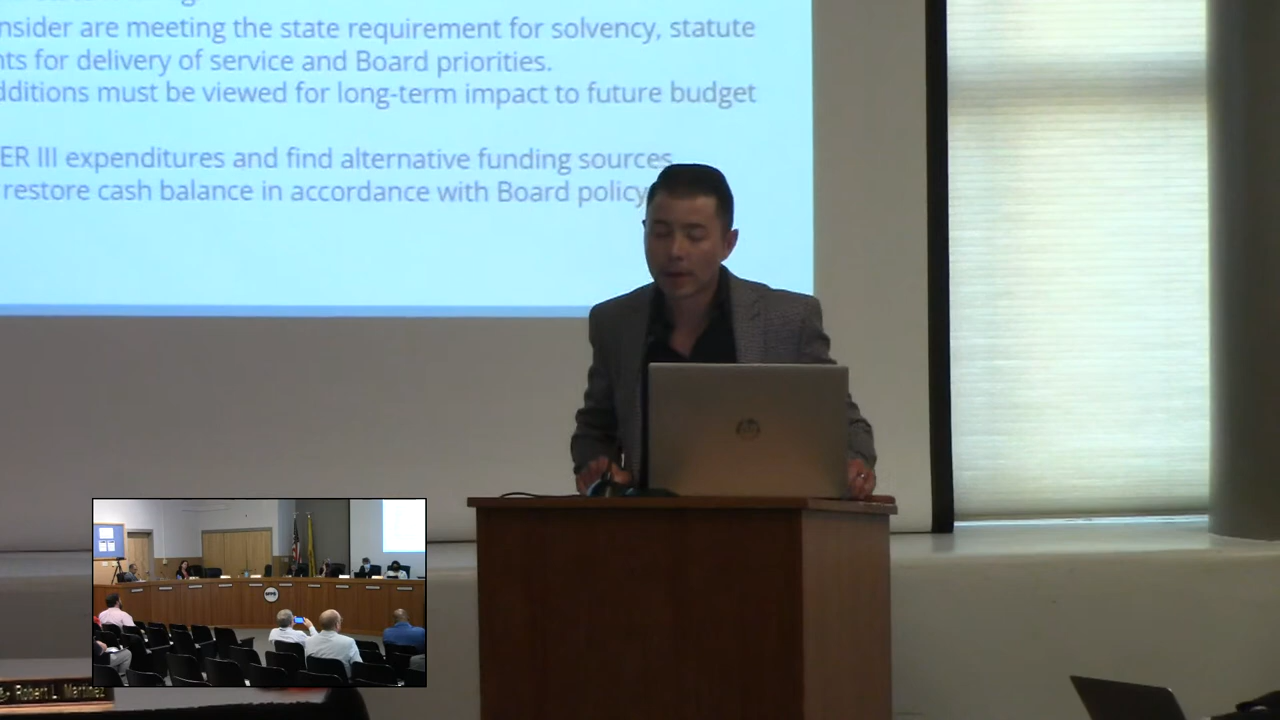 nsider are meeting the state requirement for solvency, statute
nts for delivery of service and Board priorities.
dditions must be viewed for long-term impact to future budget
ER III expenditures and find alternative funding sources
restore cash balance in accordance with Board policy
Robert L. Martinez